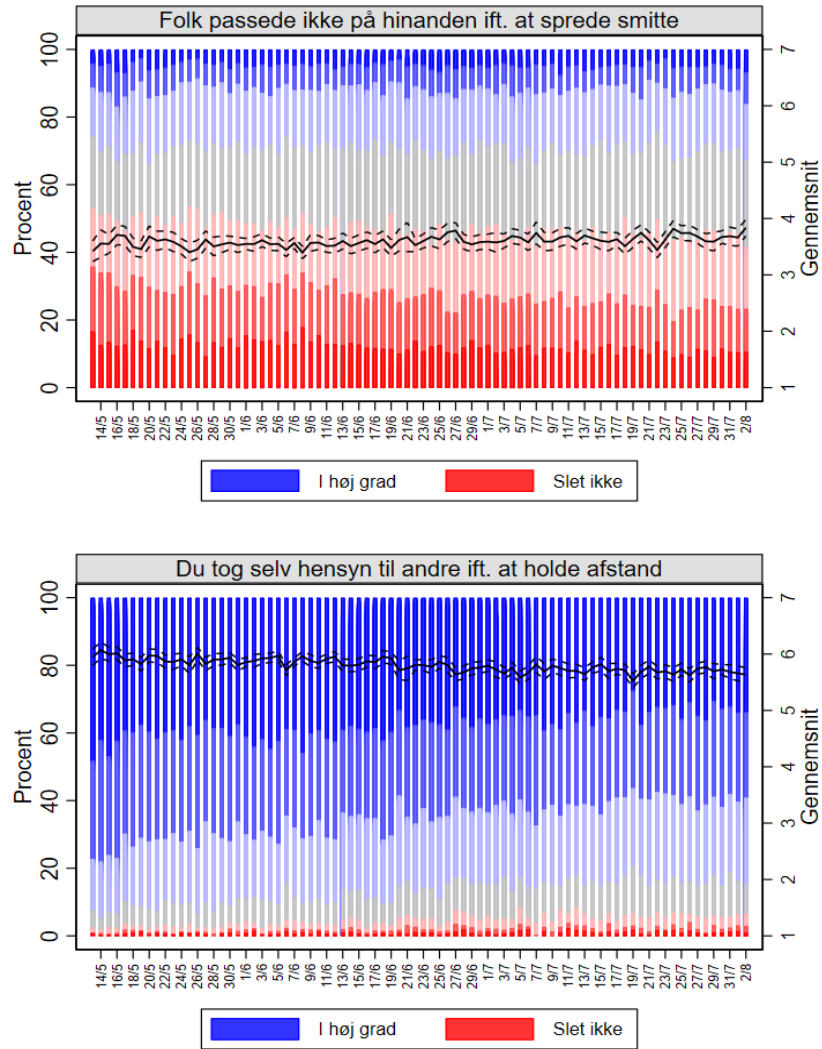 Folk passede ikke på hinanden ift. at sprede smitte
Procent
100
80
60
40
20
0
7
6
5
4
3
2
1
Gennemsnit
14/5 16/5 18/5 20/5 22/5 24/5 26/5 28/5 30/5 1/6 3/6 5/6 7/6 9/6 11/6 13/6 15/6 17/6 19/6 21/6 23/6 25/6 27/6 29/6 1/7 3/7 5/7 7/7 9/7 11/7 13/7 15/7 17/7 19/7 21/7 23/7 25/7 27/7 29/7 31/7 2/8
I høj grad Slet ikke
Du tog selv hensyn til andre ift. at holde afstand
Procent
100
80
60
40
20
0
7
6
5
4
3
2
1
Gennemsnit
14/5 16/5 18/5 20/5 22/5 24/5 26/5 28/5 30/5 1/6 3/6 5/6 7/6 9/6 11/6 13/6 15/6 17/6 19/6 21/6 23/6 25/6 27/6 29/6 1/7 3/7 5/7 7/7 9/7 11/7 13/7 15/7 17/7 19/7 21/7 23/7 25/7 27/7 29/7 31/7 2/8
I høj grad Slet ikke